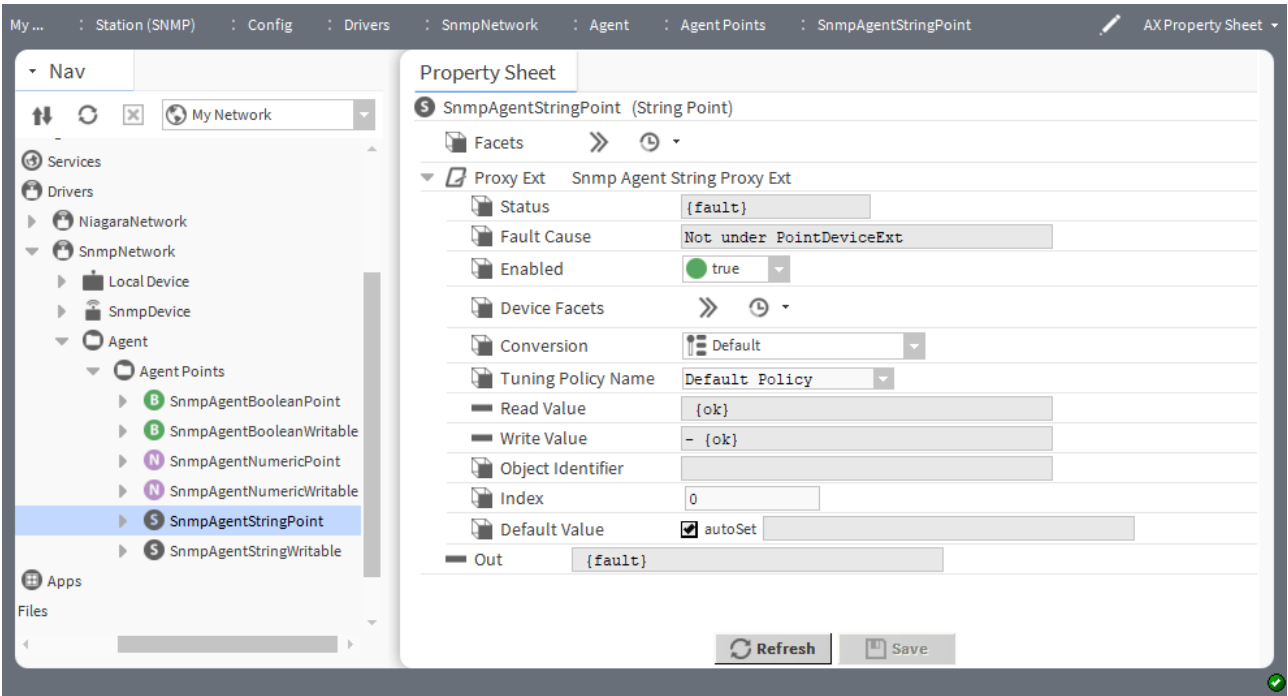 My ... : Station (SNMP) : Config : Drivers : SnmpNetwork : Agent : Agent Points : SnmpAgentStringPoint AX Property Sheet
Nav
My Network
Services
Drivers
NiagaraNetwork
SnmpNetwork
Local Device
SnmpDevice
Agent
Agent Points
B SnmpAgentBooleanPoint
B SnmpAgentBooleanWritable
N SnmpAgentNumericPoint
N SnmpAgentNumericWritable
S SnmpAgentStringPoint
S SnmpAgentStringWritable
Apps
Files
Property Sheet
S SnmpAgentStringPoint (String Point)
Facets
Proxy Ext Snmp Agent String Proxy Ext
Status {fault}
Fault Cause Not under PointDeviceExt
Enabled true
Device Facets
Conversion Default
Tuning Policy Name Default Policy
Read Value {ok}
Write Value - {ok}
Object Identifier
Index 0
Default Value autoSet
Out {fault}
Refresh Save